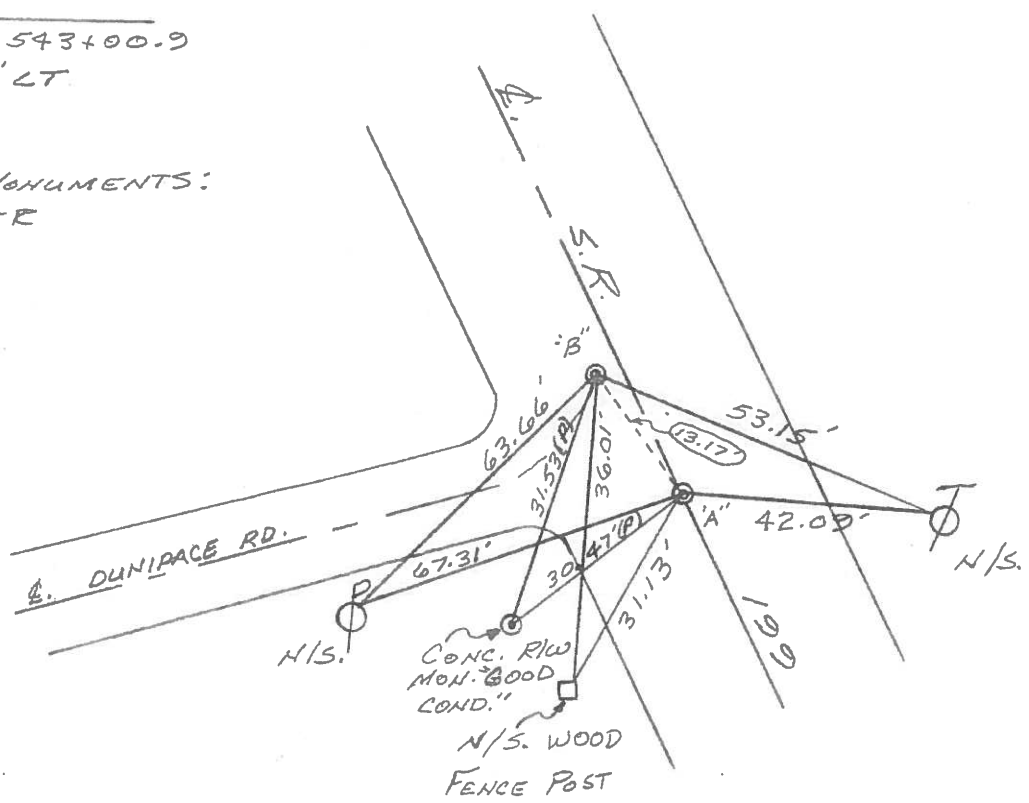 543+00.9
' LT
MONUMENTS:
℄.
S.R.
"B"
53.15'
63.66'
31.53(P)
36.01'
13.17'
"A"
42.09'
T
N/S.
℄. DUNIPACE RD.
67.31'
30.47'(P)
31.13'
199
P
N/S.
CONC. R/W
MON. "GOOD
COND."
N/S. WOOD
FENCE POST